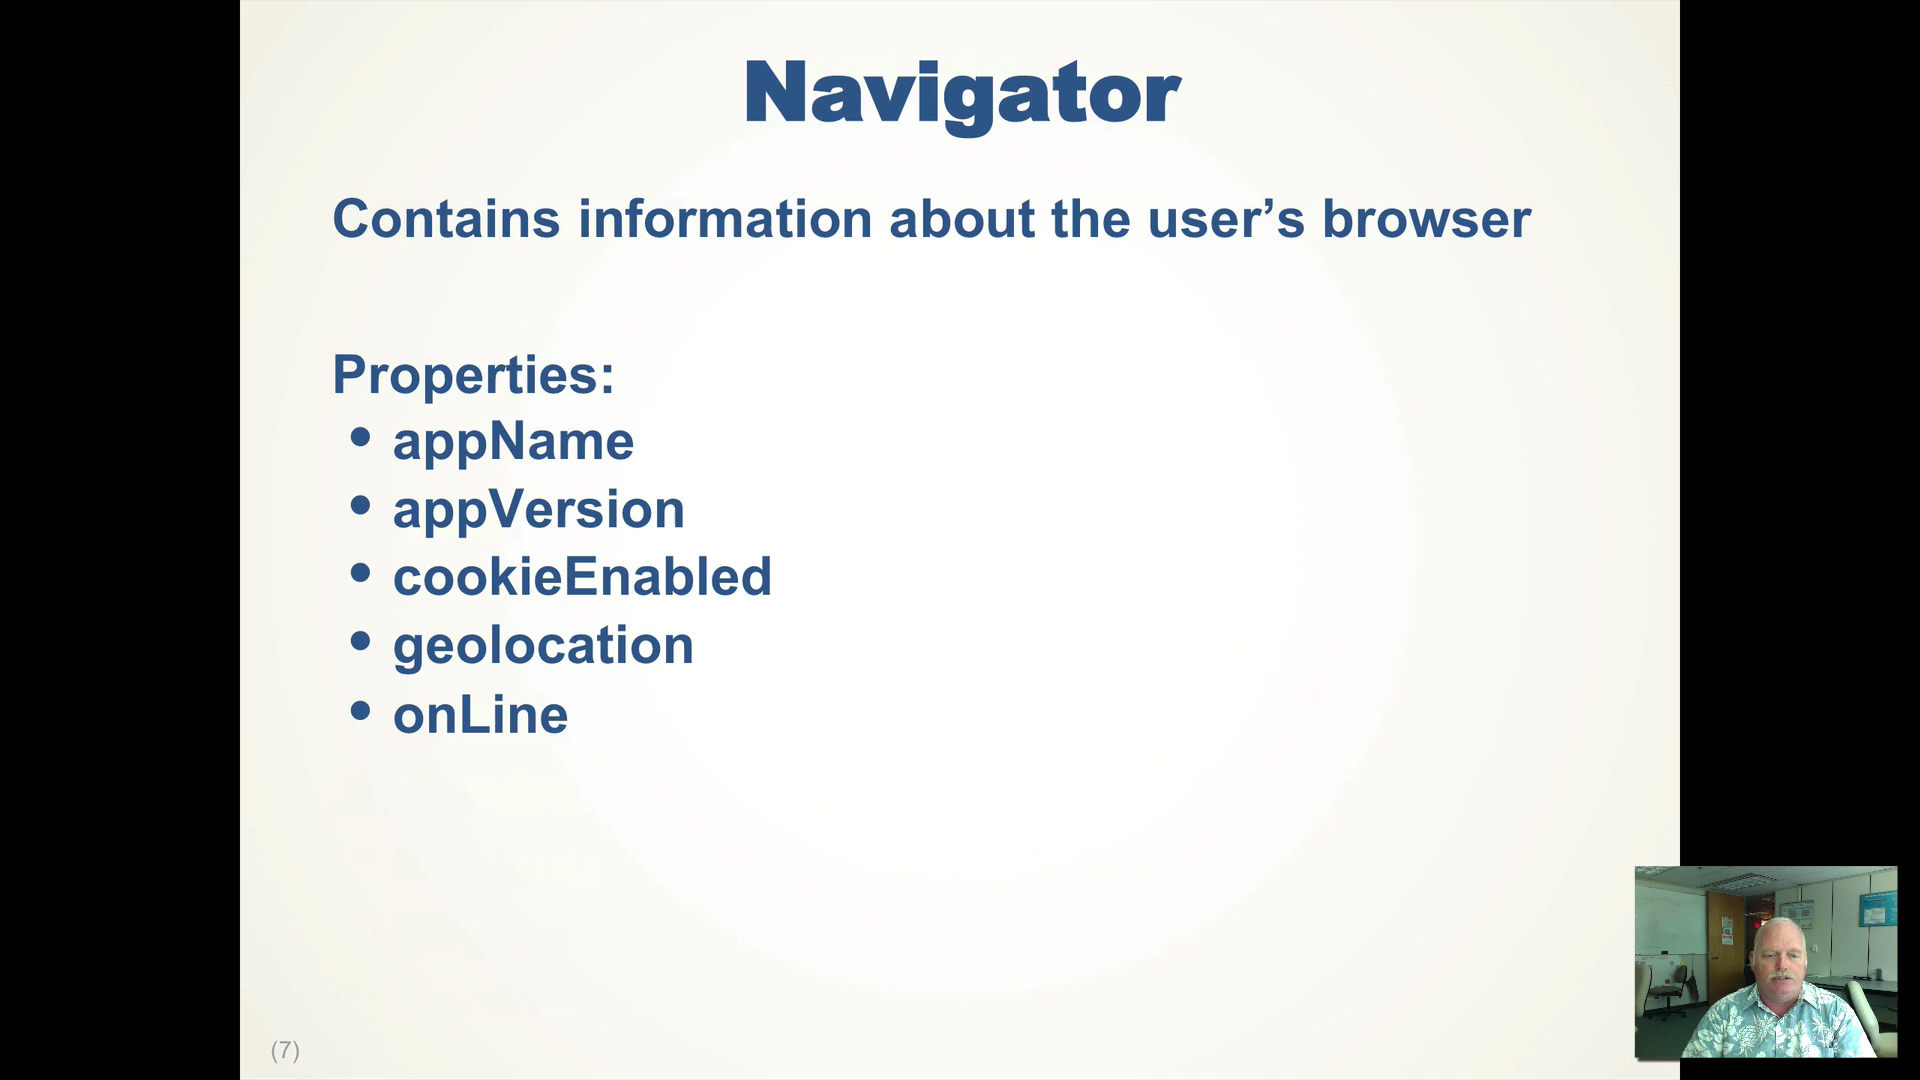 Navigator
Contains information about the user’s browser
Properties:
• appName
• appVersion
• cookieEnabled
• geolocation
• onLine
(7)